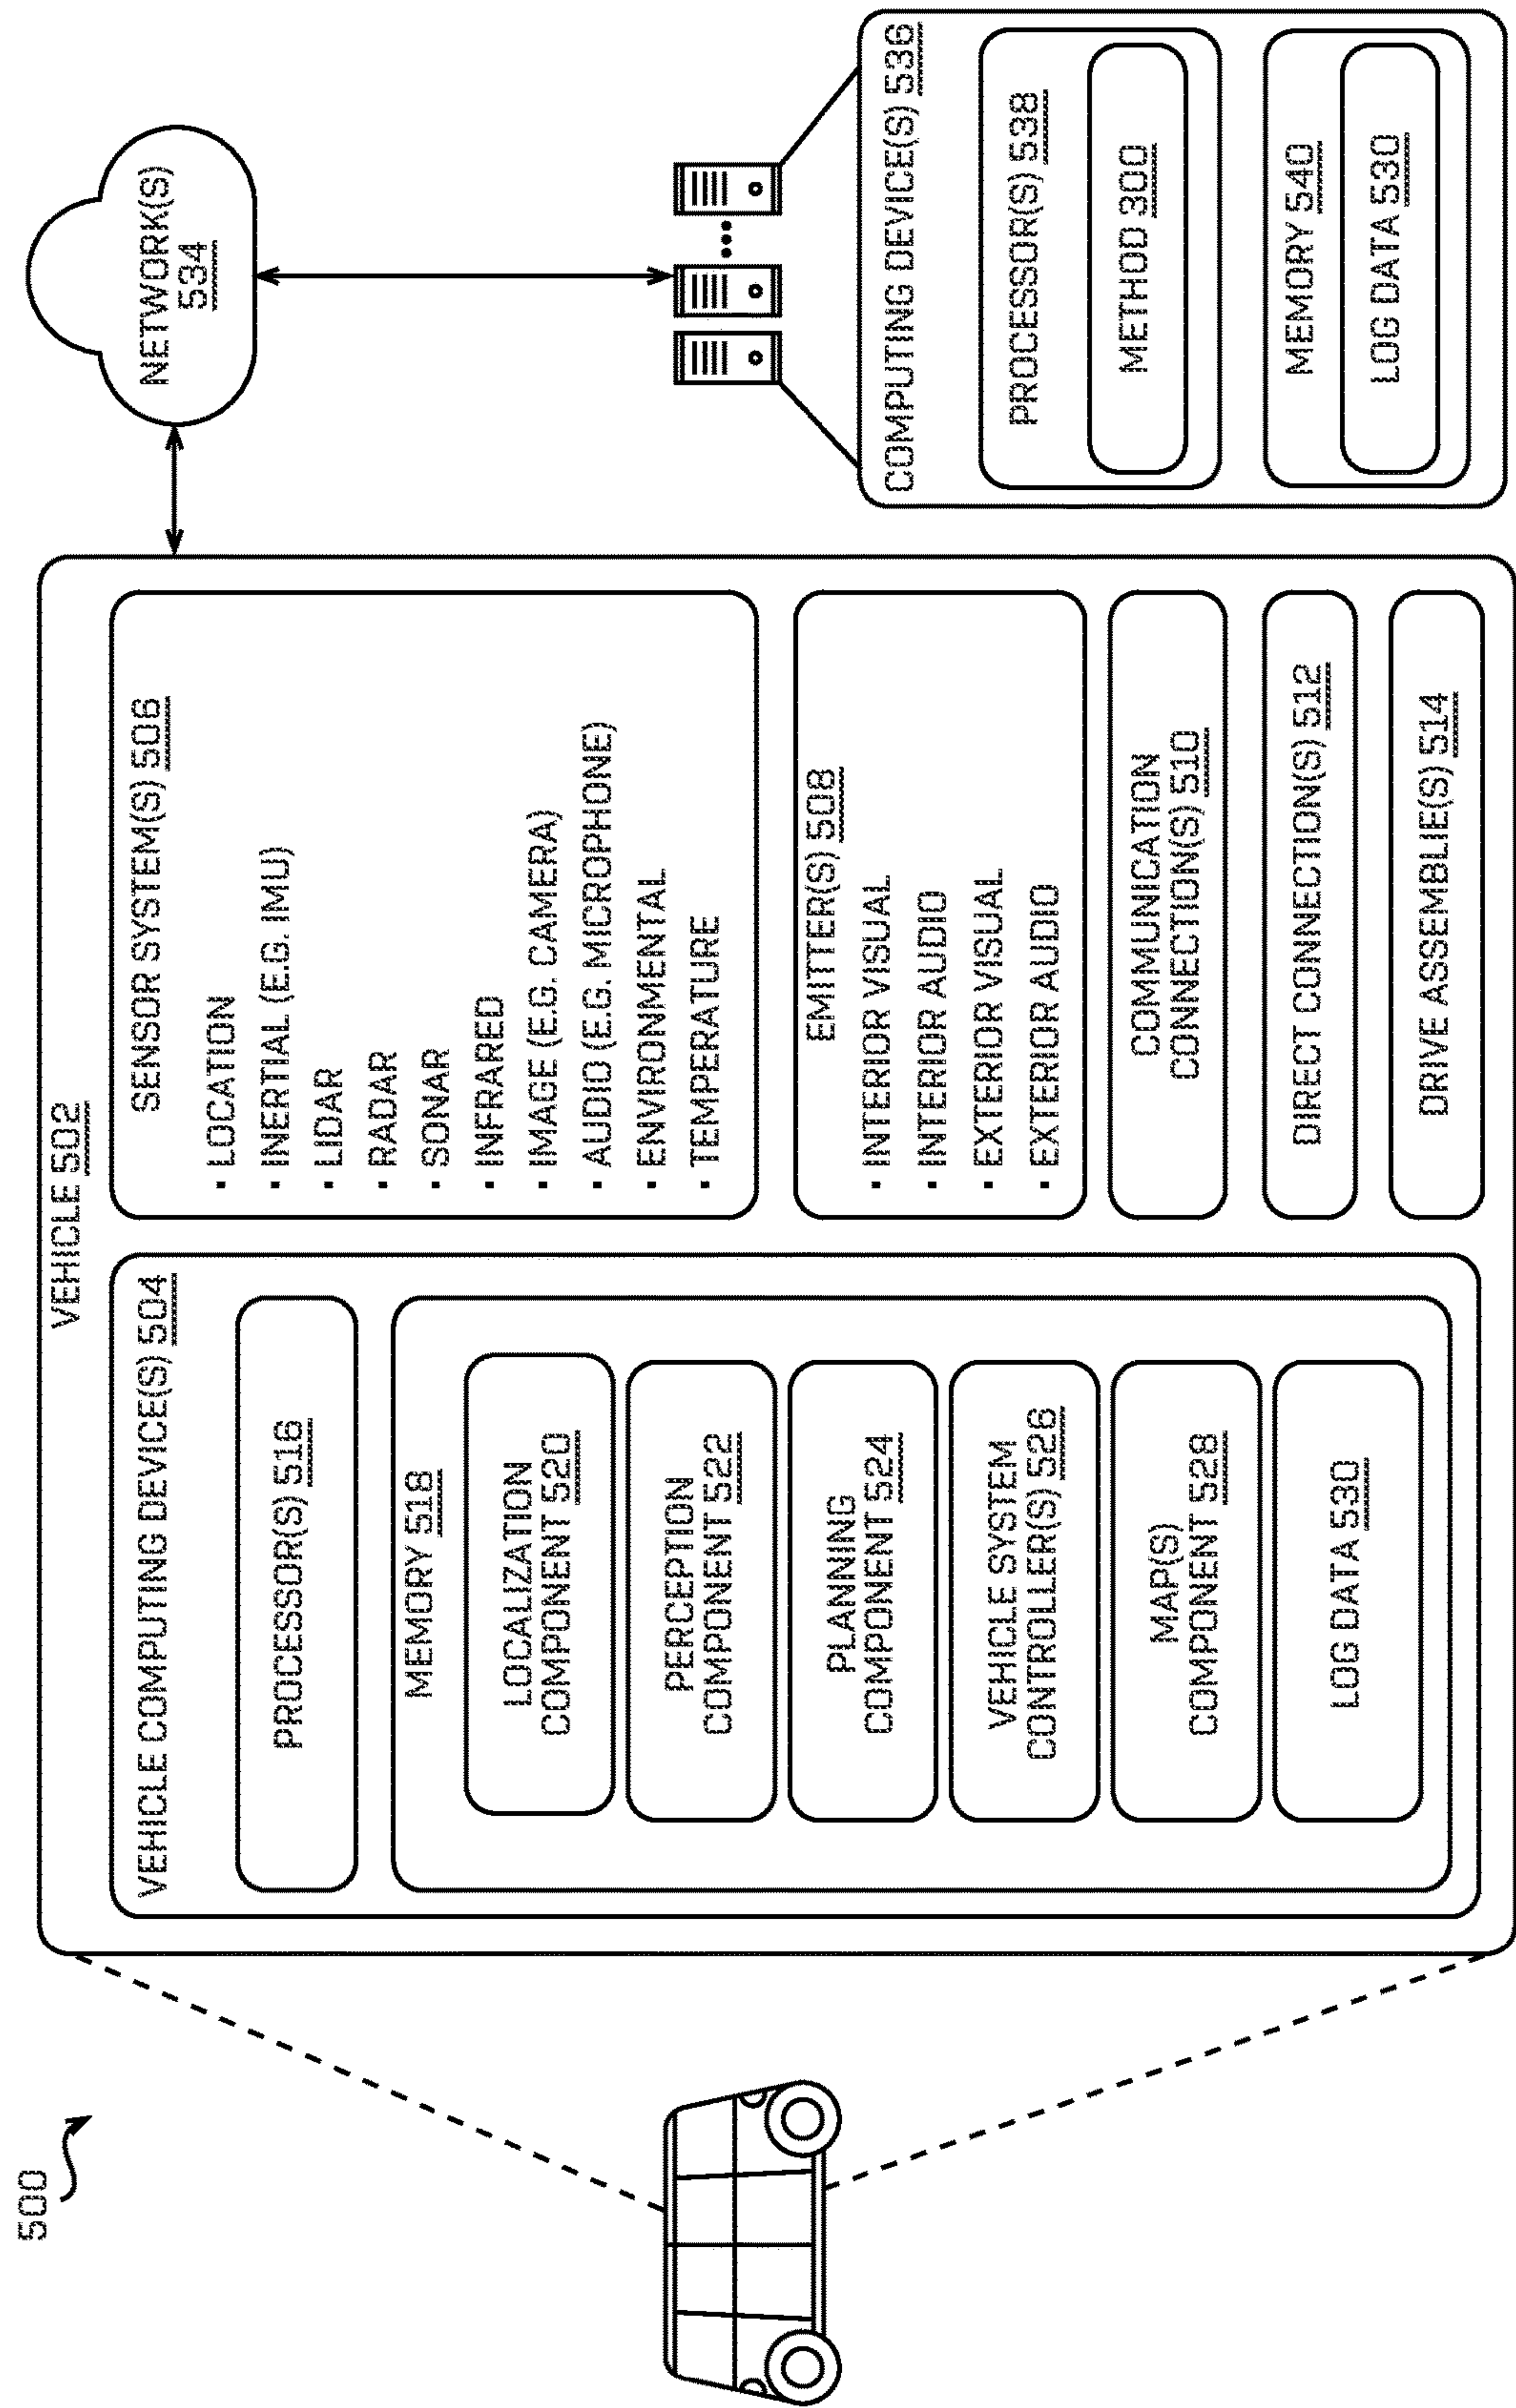 500
VEHICLE 502
VEHICLE COMPUTING DEVICE(S) 504
PROCESSOR(S) 516
MEMORY 518
LOCALIZATION
COMPONENT 520
PERCEPTION
COMPONENT 522
PLANNING
COMPONENT 524
VEHICLE SYSTEM
CONTROLLER(S) 526
MAP(S)
COMPONENT 528
LOG DATA 530
SENSOR SYSTEM(S) 506
• LOCATION
• INERTIAL (E.G. IMU)
• LIDAR
• RADAR
• SONAR
• INFRARED
• IMAGE (E.G. CAMERA)
• AUDIO (E.G. MICROPHONE)
• ENVIRONMENTAL
• TEMPERATURE
EMITTER(S) 508
• INTERIOR VISUAL
• INTERIOR AUDIO
• EXTERIOR VISUAL
• EXTERIOR AUDIO
COMMUNICATION
CONNECTION(S) 510
DIRECT CONNECTION(S) 512
DRIVE ASSEMBLIE(S) 514
NETWORK(S)
534
COMPUTING DEVICE(S) 536
PROCESSOR(S) 538
METHOD 300
MEMORY 540
LOG DATA 530